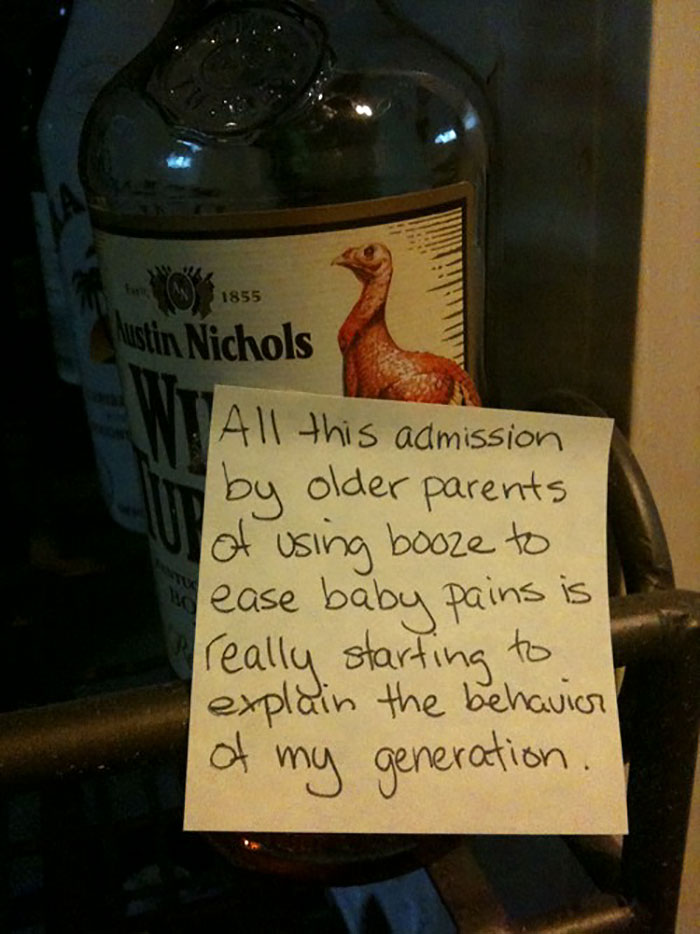 1855
Austin Nichols
All this admission
by older parents
of using booze to
ease baby pains is
really starting to
explain the behavior
of my generation.